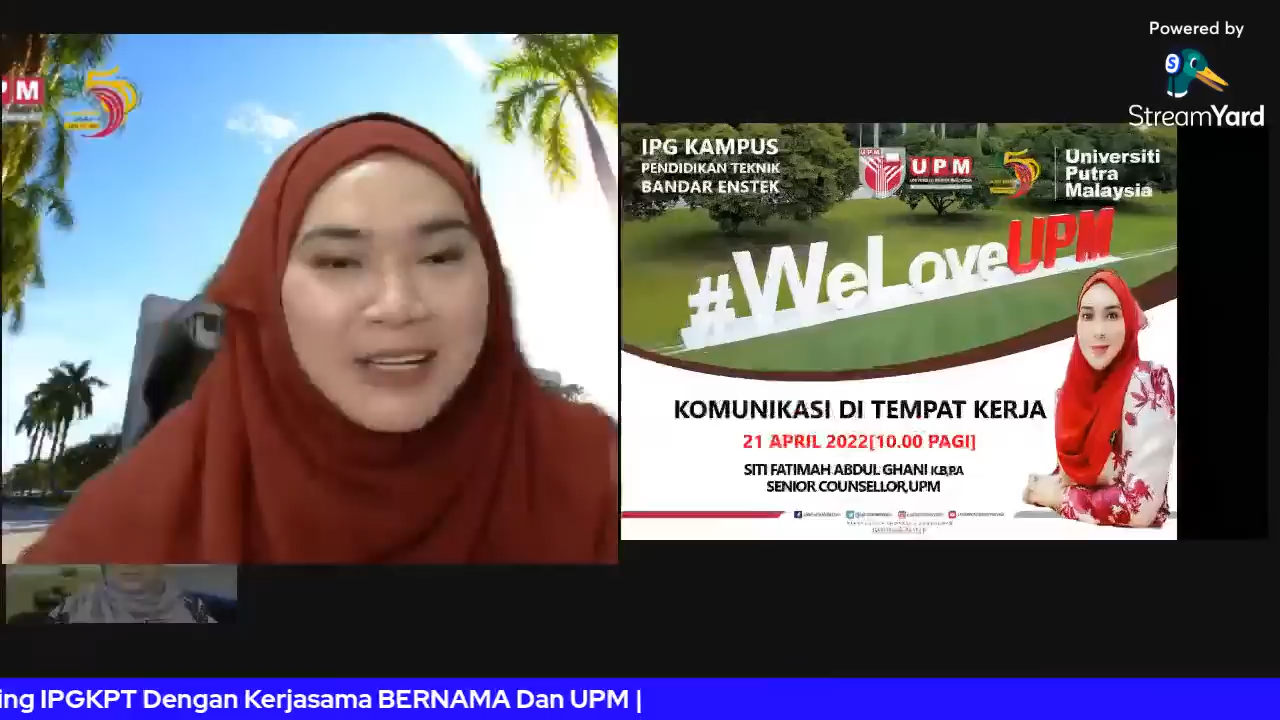 Powered by
StreamYard
PM
IPG KAMPUS
PENDIDIKAN TEKNIK
BANDAR ENSTEK
UPM
UPM
Universiti
Putra
Malaysia
#WeLoveUPM
KOMUNIKASI DI TEMPAT KERJA
21 APRIL 2022[10.00 PAGI]
SITI FATIMAH ABDUL GHANI K.B,P.A
SENIOR COUNSELLOR,UPM
ing IPGKPT Dengan Kerjasama BERNAMA Dan UPM |